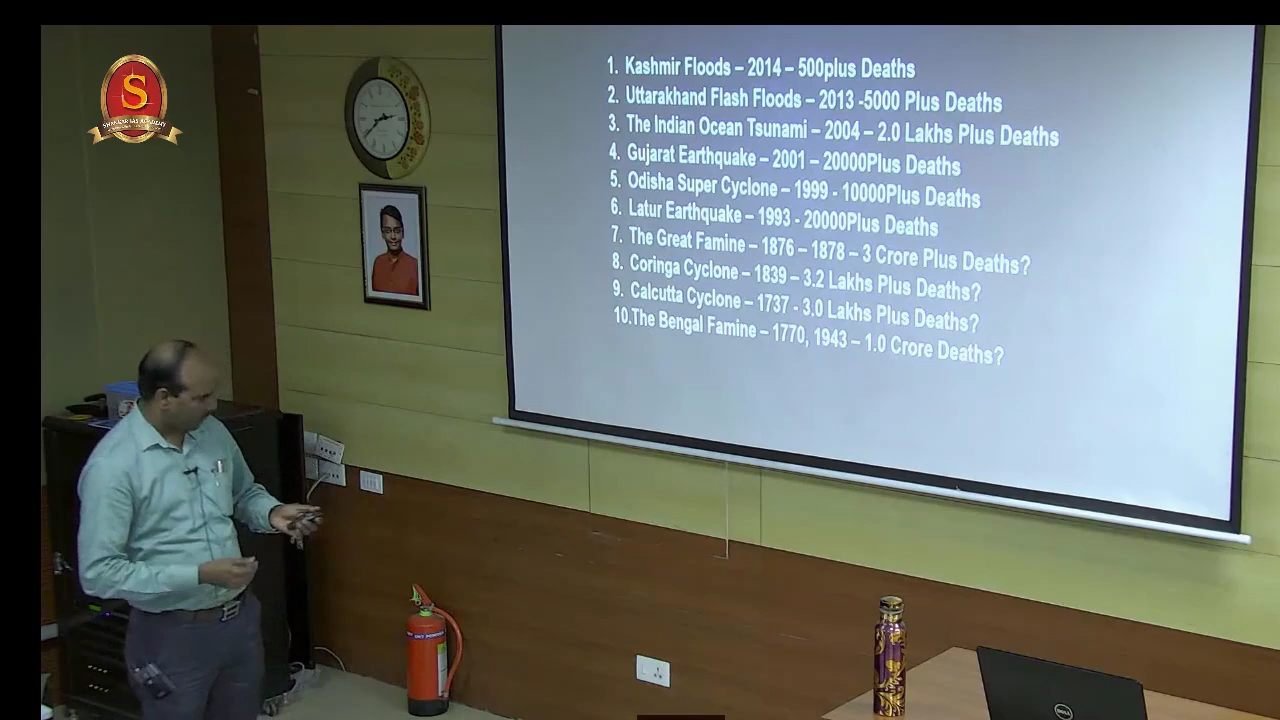 S
SHANKAR IAS ACADEMY
1. Kashmir Floods – 2014 – 500plus Deaths
2. Uttarakhand Flash Floods – 2013 -5000 Plus Deaths
3. The Indian Ocean Tsunami – 2004 – 2.0 Lakhs Plus Deaths
4. Gujarat Earthquake – 2001 – 20000Plus Deaths
5. Odisha Super Cyclone – 1999 - 10000Plus Deaths
6. Latur Earthquake – 1993 - 20000Plus Deaths
7. The Great Famine – 1876 – 1878 – 3 Crore Plus Deaths?
8. Coringa Cyclone – 1839 – 3.2 Lakhs Plus Deaths?
9. Calcutta Cyclone – 1737 - 3.0 Lakhs Plus Deaths?
10.The Bengal Famine – 1770, 1943 – 1.0 Crore Deaths?
DELL